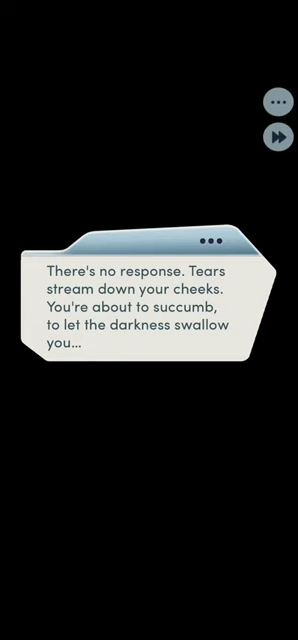 There's no response. Tears
stream down your cheeks.
You're about to succumb,
to let the darkness swallow
you...